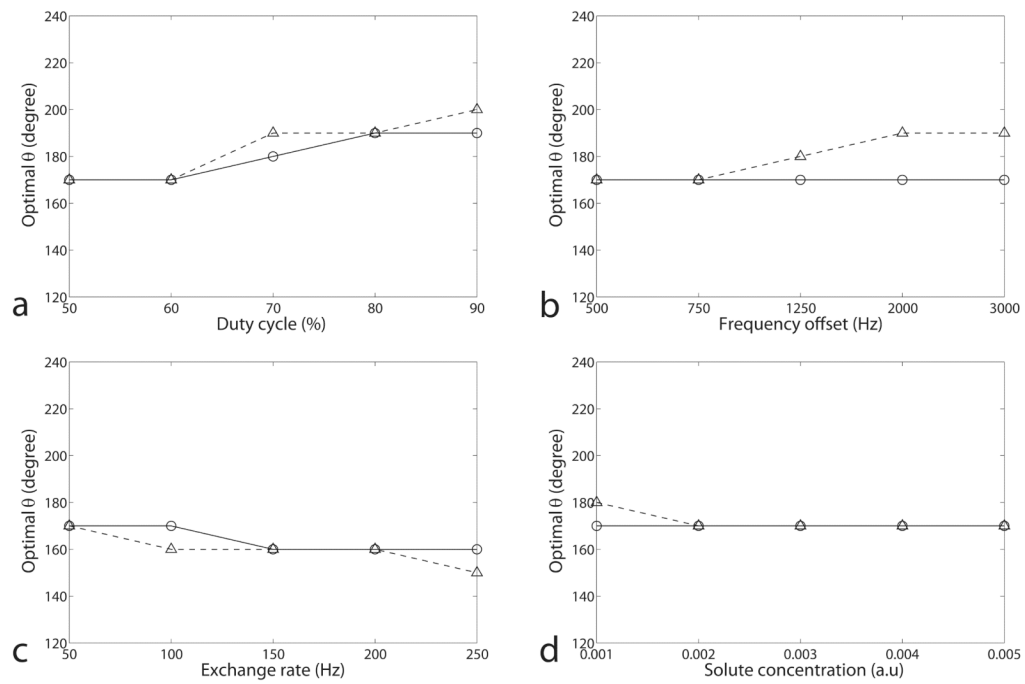 240
220
200
180
160
140
120
Optimal θ (degree)
50 60 70 80 90
Duty cycle (%)
a
240
220
200
180
160
140
120
Optimal θ (degree)
500 750 1250 2000 3000
Frequency offset (Hz)
b
240
220
200
180
160
140
120
Optimal θ (degree)
50 100 150 200 250
Exchange rate (Hz)
c
240
220
200
180
160
140
120
Optimal θ (degree)
0.001 0.002 0.003 0.004 0.005
Solute concentration (a.u)
d